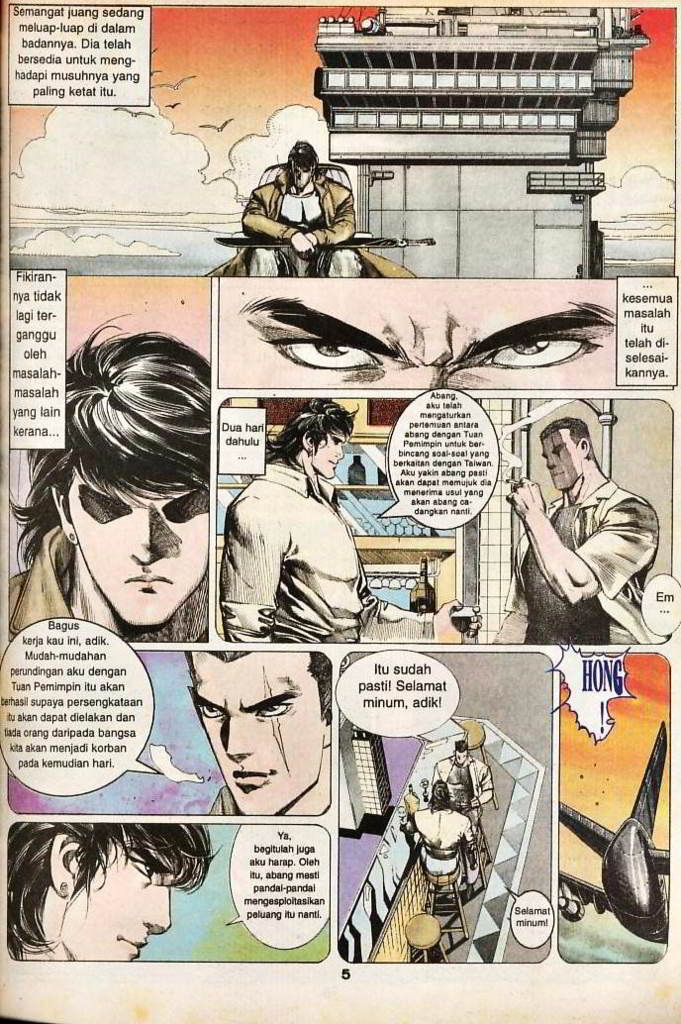 Semangat juang sedang
meluap-luap di dalam
badannya. Dia telah
bersedia untuk meng-
hadapi musuhnya yang
paling ketat itu.
Fikiran-
nya tidak
lagi ter-
ganggu
oleh
masalah-
masalah
yang lain
kerana...
...
kesemua
masalah
itu
telah di-
selesai-
kannya.
Dua hari
dahulu
...
Abang,
aku telah
mengaturkan
pertemuan antara
abang dengan Tuan
Pemimpin untuk ber-
bincang soal-soal yang
berkaitan dengan Taiwan.
Aku yakin abang pasti
akan dapat memujuk dia
menerima usul yang
akan abang ca-
dangkan nanti.
Em
...
Bagus
kerja kau ini, adik.
Mudah-mudahan
perundingan aku dengan
Tuan Pemimpin itu akan
berhasil supaya persengkataan
itu akan dapat dielakan dan
tiada orang daripada bangsa
kita akan menjadi korban
pada kemudian hari.
Itu sudah
pasti! Selamat
minum, adik!
HONG
!
Ya,
begitulah juga
aku harap. Oleh
itu, abang mesti
pandai-pandai
mengesploitasikan
peluang itu nanti.
Selamat
minum!
5